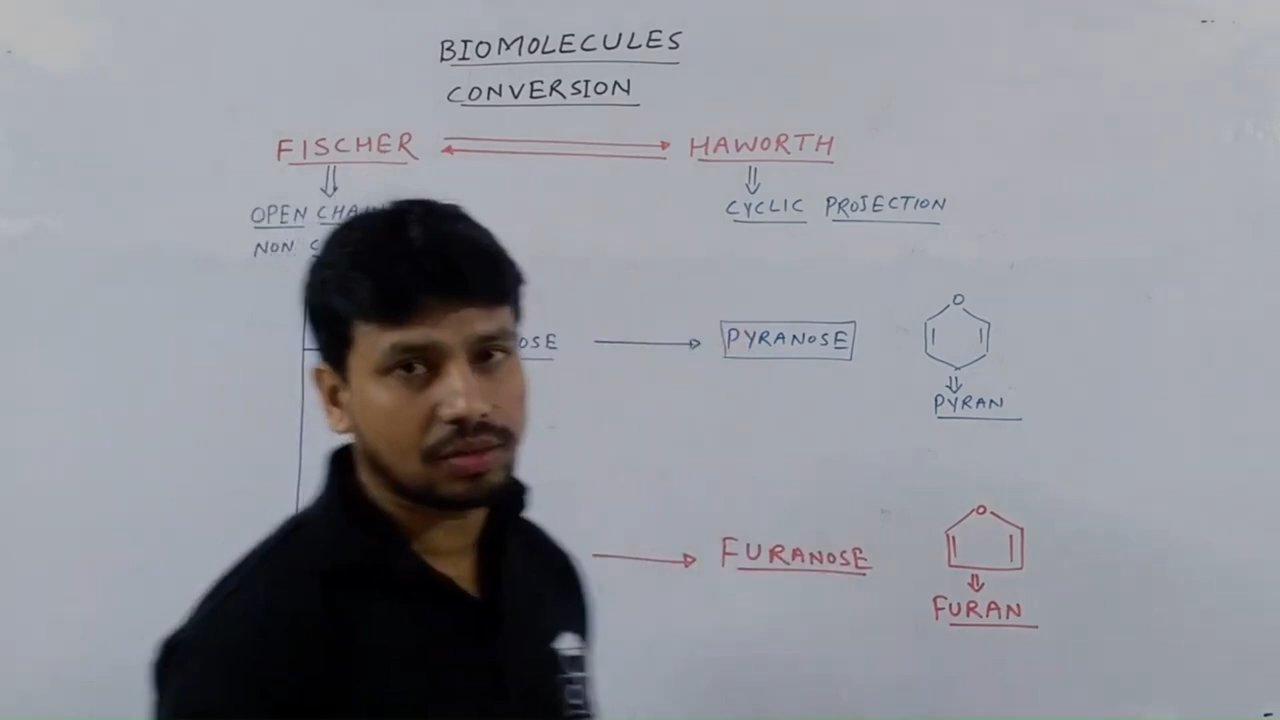 BIOMOLECULES
CONVERSION
FISCHER HAWORTH
OPEN CYCLIC PROJECTION
NON
PYRANOSE
O
PYRAN
FURANOSE
O
FURAN